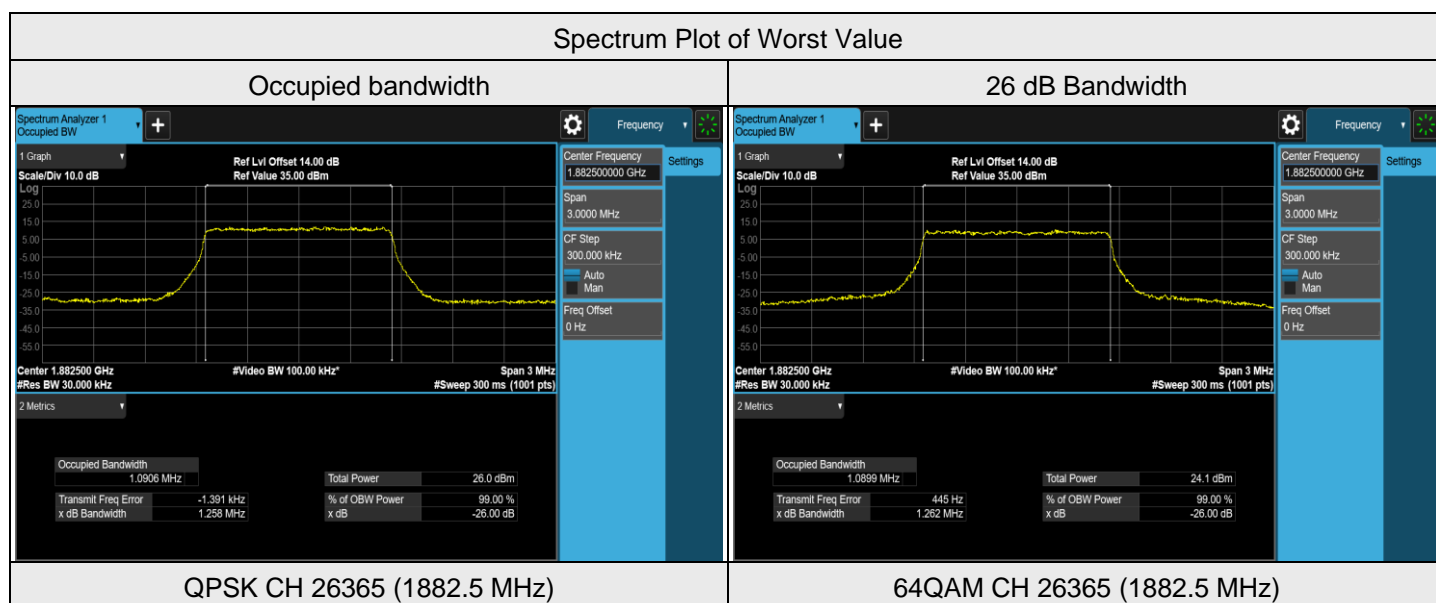 Spectrum Plot of Worst Value
Occupied bandwidth
26 dB Bandwidth
Spectrum Analyzer 1
Occupied BW
+
Frequency
1 Graph
Scale/Div 10.0 dB
Ref Lvl Offset 14.00 dB
Ref Value 35.00 dBm
Log
25.0
15.0
5.00
-5.00
-15.0
-25.0
-35.0
-45.0
-55.0
Center 1.882500 GHz
#Res BW 30.000 kHz
#Video BW 100.00 kHz*
Span 3 MHz
#Sweep 300 ms (1001 pts)
Center Frequency
1.882500000 GHz
Settings
Span
3.0000 MHz
CF Step
300.000 kHz
Auto
Man
Freq Offset
0 Hz
2 Metrics
Occupied Bandwidth
1.0906 MHz
Total Power 26.0 dBm
Transmit Freq Error -1.391 kHz % of OBW Power 99.00 %
x dB Bandwidth 1.258 MHz x dB -26.00 dB
Spectrum Analyzer 1
Occupied BW
+
Frequency
1 Graph
Scale/Div 10.0 dB
Ref Lvl Offset 14.00 dB
Ref Value 35.00 dBm
Log
25.0
15.0
5.00
-5.00
-15.0
-25.0
-35.0
-45.0
-55.0
Center 1.882500 GHz
#Res BW 30.000 kHz
#Video BW 100.00 kHz*
Span 3 MHz
#Sweep 300 ms (1001 pts)
Center Frequency
1.882500000 GHz
Settings
Span
3.0000 MHz
CF Step
300.000 kHz
Auto
Man
Freq Offset
0 Hz
2 Metrics
Occupied Bandwidth
1.0899 MHz
Total Power 24.1 dBm
Transmit Freq Error 445 Hz % of OBW Power 99.00 %
x dB Bandwidth 1.262 MHz x dB -26.00 dB
QPSK CH 26365 (1882.5 MHz)
64QAM CH 26365 (1882.5 MHz)